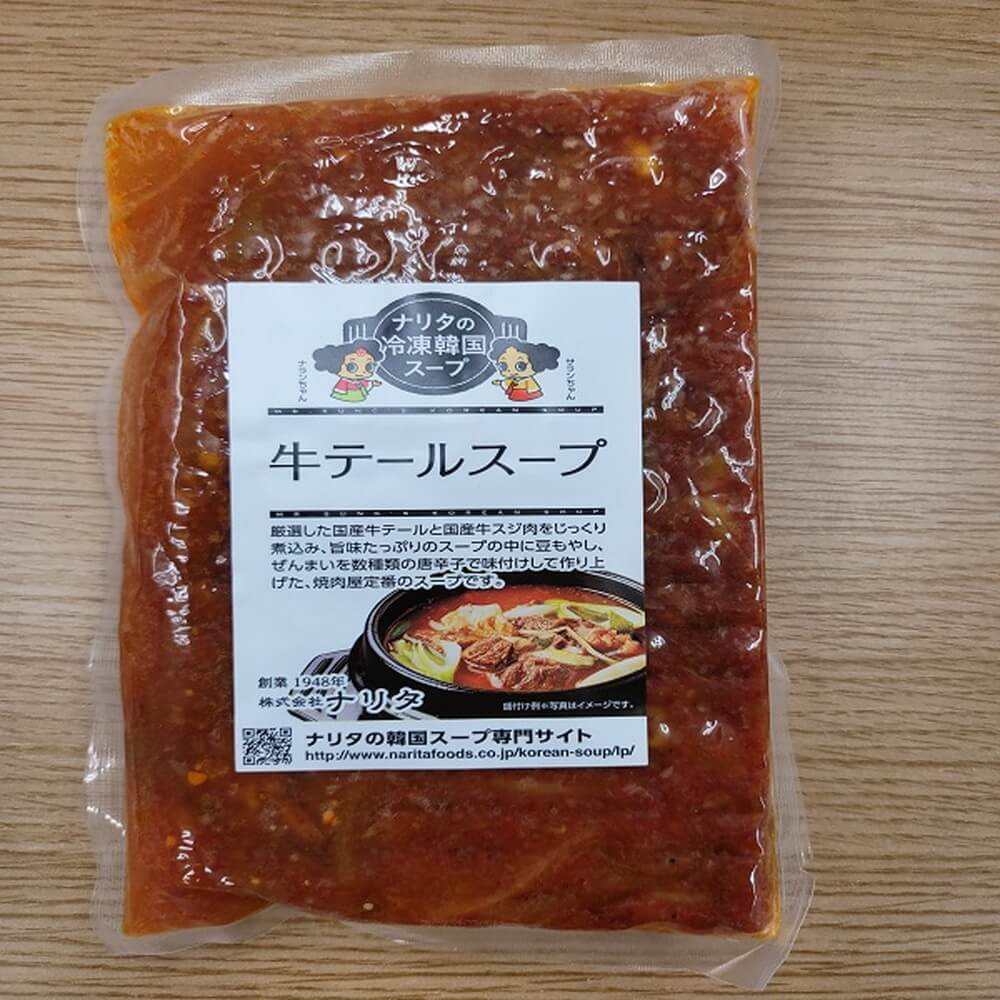 ナリタの
冷凍韓国
スープ
ナランちゃん
サランちゃん
MR SUNG'S KOREAN SOUP
牛テールスープ
MR SUNG'S KOREAN SOUP
厳選した国産牛テールと国産牛スジ肉をじっくり
煮込み、旨味たっぷりのスープの中に豆もやし、
ぜんまいを数種類の唐辛子で味付けして作り上
げた、焼肉屋定番のスープです。
創業 1948年
株式会社ナリタ
盛付け例※写真はイメージです。
ナリタの韓国スープ専門サイト
http://www.naritafoods.co.jp/korean-soup/lp/